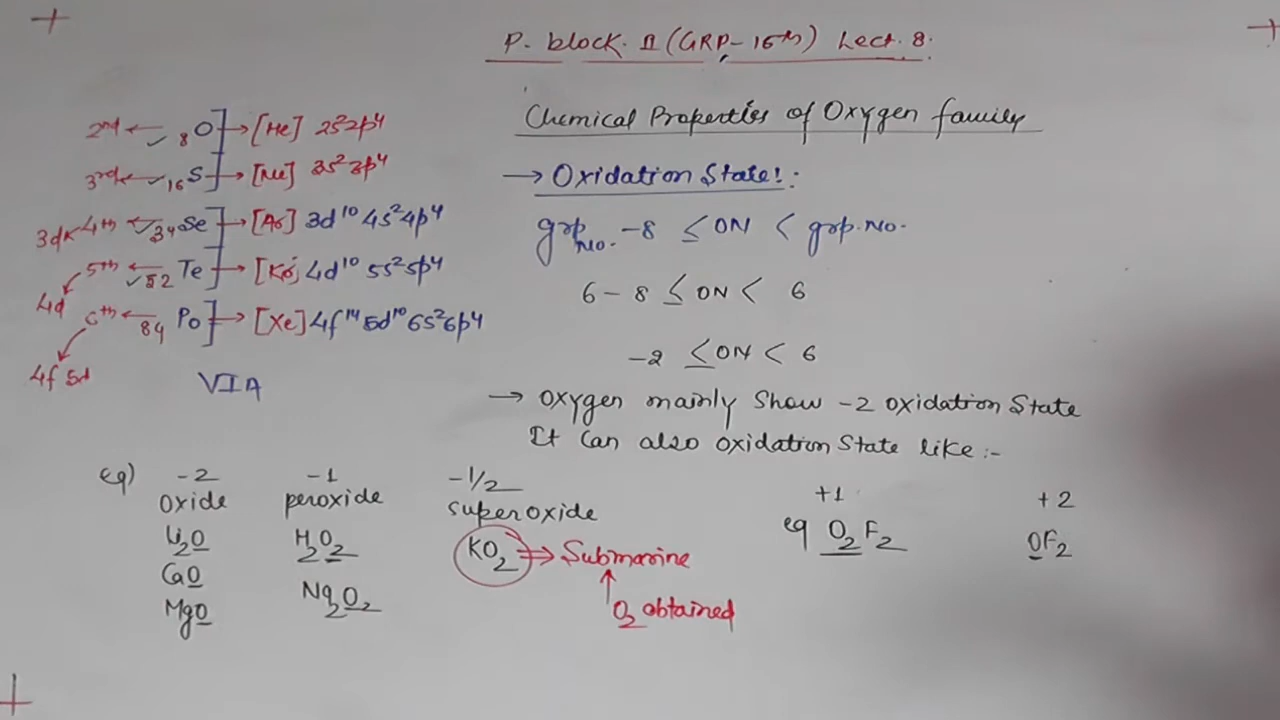 P. block. II (GRP-16th) Lect. 8.
Chemical Properties of Oxygen family
2nd ← 8O] → [He] 2s²2p⁴
3rd ← 16S] → [Ne] 3s²3p⁴
3d ← 4th ← 34Se] → [Ar] 3d¹⁰ 4s²4p⁴
5th ← 52Te] → [Kr] 4d¹⁰ 5s²5p⁴
4d
6th ← 84Po] → [Xe] 4f¹⁴ 5d¹⁰ 6s²6p⁴
4f 5d
VIA
→ Oxidation State!:
grp No. -8 ≤ ON < grp. No.
6 - 8 ≤ ON < 6
-2 ≤ ON < 6
→ Oxygen mainly Show -2 Oxidation State
It Can also oxidation State like :-
eg) -2 -1 -1/2 +1 +2
Oxide peroxide superoxide
Li₂O H₂O₂ KO₂ ⇒ Submarine eg O₂F₂ OF₂
CaO
MgO Na₂O₂ O₂ obtained